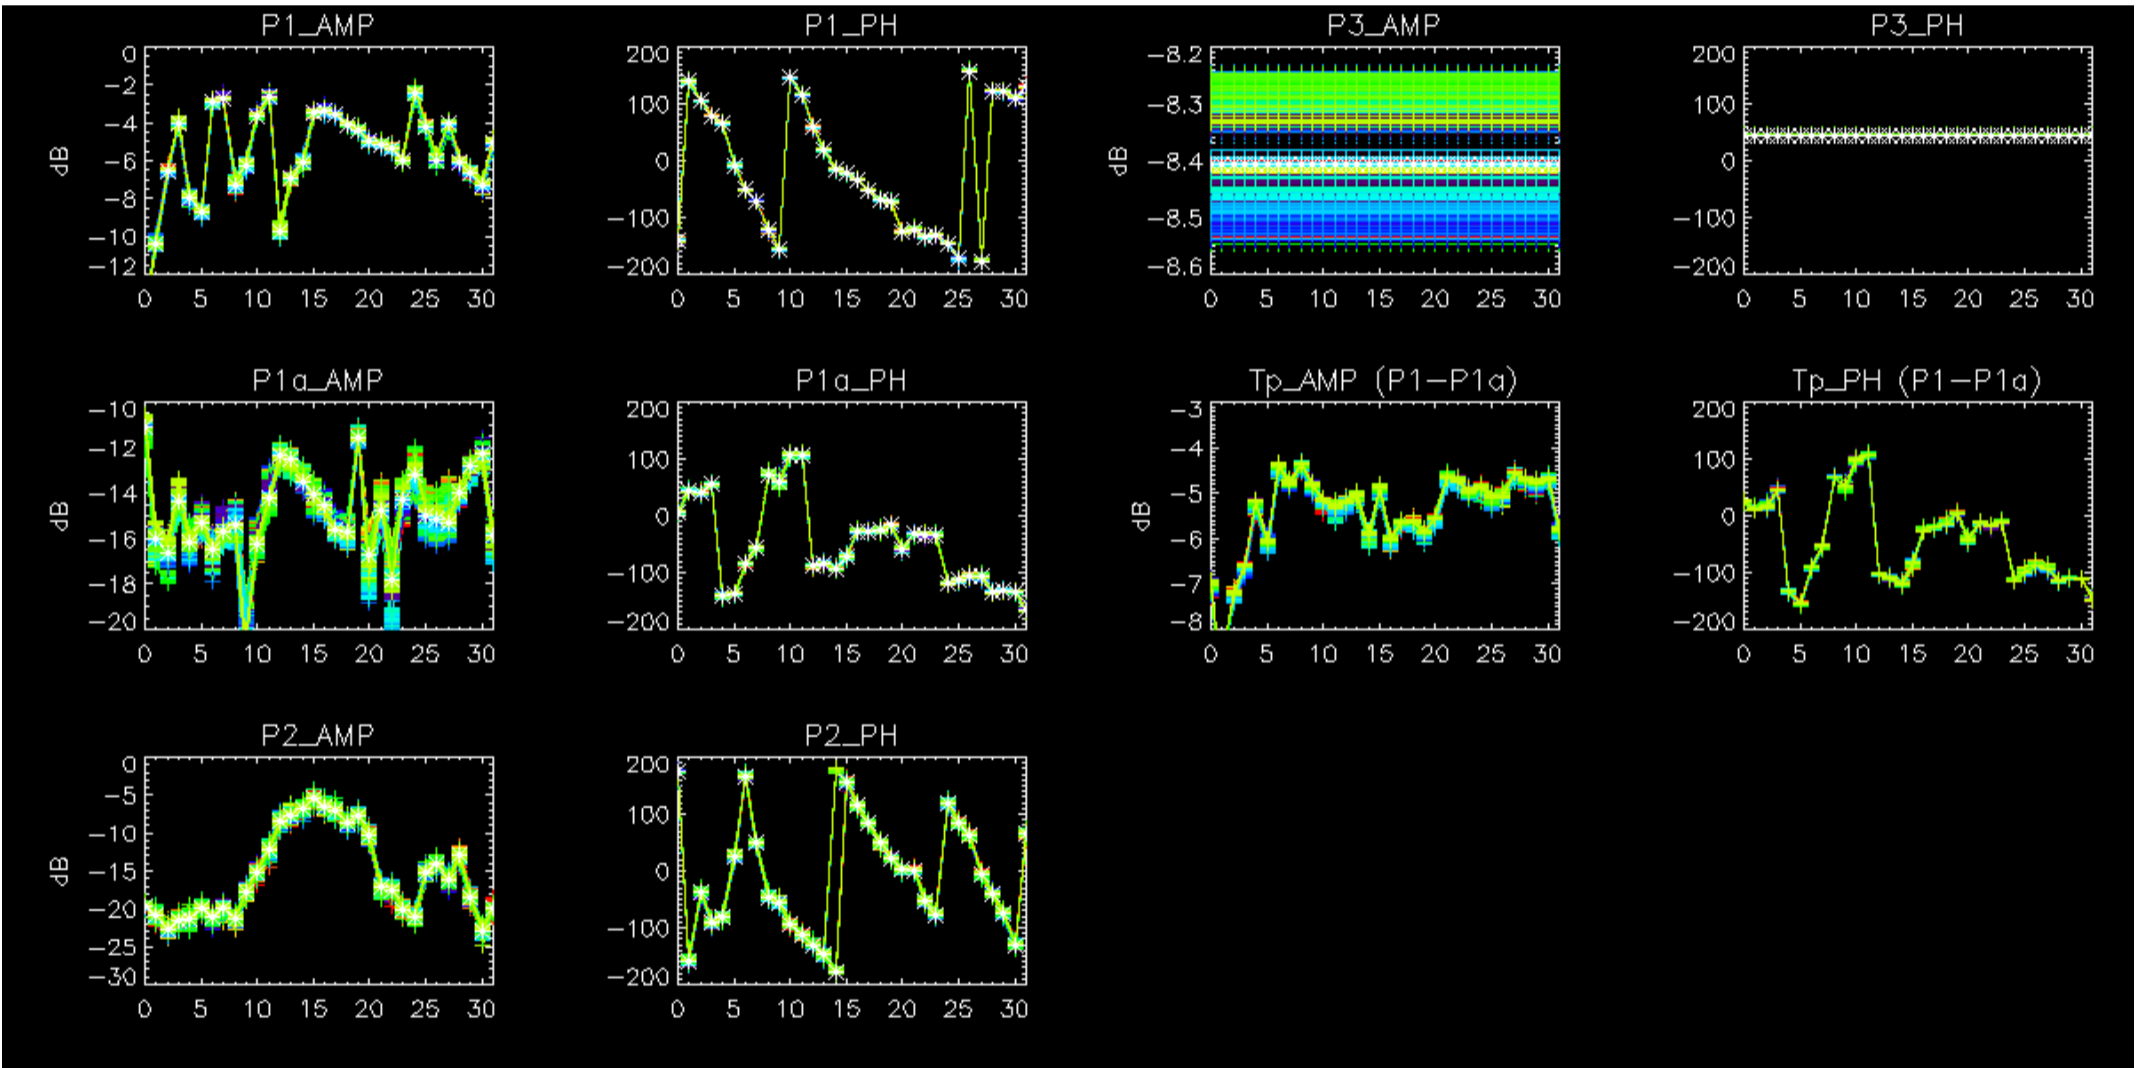 P1_AMP P1_PH P3_AMP P3_PH
0 200 −8.2 200
−2
−4 100 −8.3 100
dB −6 0 dB −8.4 0
−8
−10 −100 −8.5 −100
−12 −200 −8.6 −200
0 5 10 15 20 25 30 0 5 10 15 20 25 30 0 5 10 15 20 25 30 0 5 10 15 20 25 30
P1a_AMP P1a_PH Tp_AMP (P1−P1a) Tp_PH (P1−P1a)
−10 200 −3 200
−12 100 −4 100
−14 −5
dB 0 dB 0
−16 −6
−18 −100 −7 −100
−20 −200 −8 −200
0 5 10 15 20 25 30 0 5 10 15 20 25 30 0 5 10 15 20 25 30 0 5 10 15 20 25 30
P2_AMP P2_PH
0 200
−5 100
−10
dB −15 0
−20
−25 −100
−30 −200
0 5 10 15 20 25 30 0 5 10 15 20 25 30